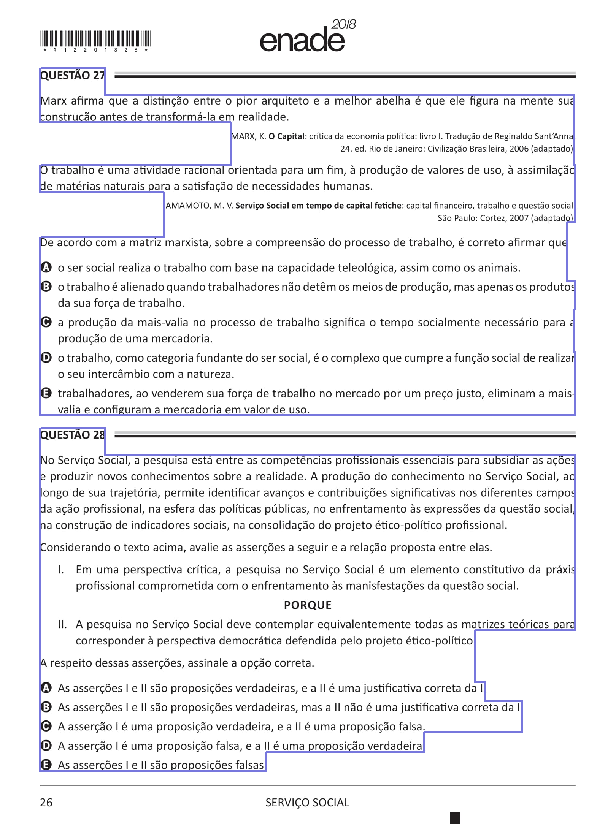 *R12201826*
enade2018
QUESTÃO 27
Marx afirma que a distinção entre o pior arquiteto e a melhor abelha é que ele figura na mente sua
construção antes de transformá-la em realidade.
MARX, K. O Capital: crítica da economia política: livro I. Tradução de Reginaldo Sant'Anna.
24. ed. Rio de Janeiro: Civilização Brasileira, 2006 (adaptado).
O trabalho é uma atividade racional orientada para um fim, à produção de valores de uso, à assimilação
de matérias naturais para a satisfação de necessidades humanas.
IAMAMOTO, M. V. Serviço Social em tempo de capital fetiche: capital financeiro, trabalho e questão social.
São Paulo: Cortez, 2007 (adaptado).
De acordo com a matriz marxista, sobre a compreensão do processo de trabalho, é correto afirmar que
A o ser social realiza o trabalho com base na capacidade teleológica, assim como os animais.
B o trabalho é alienado quando trabalhadores não detêm os meios de produção, mas apenas os produtos
da sua força de trabalho.
C a produção da mais-valia no processo de trabalho significa o tempo socialmente necessário para a
produção de uma mercadoria.
D o trabalho, como categoria fundante do ser social, é o complexo que cumpre a função social de realizar
o seu intercâmbio com a natureza.
E trabalhadores, ao venderem sua força de trabalho no mercado por um preço justo, eliminam a mais-
valia e configuram a mercadoria em valor de uso.
QUESTÃO 28
No Serviço Social, a pesquisa está entre as competências profissionais essenciais para subsidiar as ações
e produzir novos conhecimentos sobre a realidade. A produção do conhecimento no Serviço Social, ao
longo de sua trajetória, permite identificar avanços e contribuições significativas nos diferentes campos
da ação profissional, na esfera das políticas públicas, no enfrentamento às expressões da questão social,
na construção de indicadores sociais, na consolidação do projeto ético-político profissional.
Considerando o texto acima, avalie as asserções a seguir e a relação proposta entre elas.
I. Em uma perspectiva crítica, a pesquisa no Serviço Social é um elemento constitutivo da práxis
profissional comprometida com o enfrentamento às manisfestações da questão social.
PORQUE
II. A pesquisa no Serviço Social deve contemplar equivalentemente todas as matrizes teóricas para
corresponder à perspectiva democrática defendida pelo projeto ético-político.
A respeito dessas asserções, assinale a opção correta.
A As asserções I e II são proposições verdadeiras, e a II é uma justificativa correta da I.
B As asserções I e II são proposições verdadeiras, mas a II não é uma justificativa correta da I.
C A asserção I é uma proposição verdadeira, e a II é uma proposição falsa.
D A asserção I é uma proposição falsa, e a II é uma proposição verdadeira.
E As asserções I e II são proposições falsas.
26
SERVIÇO SOCIAL